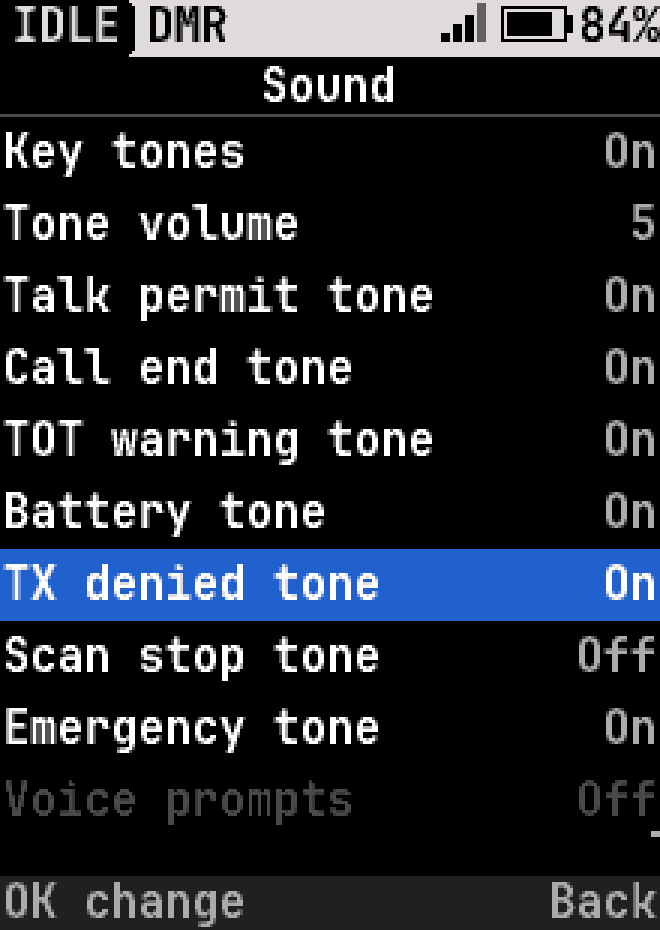 IDLE DMR 84%
Sound
Key tones On
Tone volume 5
Talk permit tone On
Call end tone On
TOT warning tone On
Battery tone On
TX denied tone On
Scan stop tone Off
Emergency tone On
Voice prompts Off
OK change Back